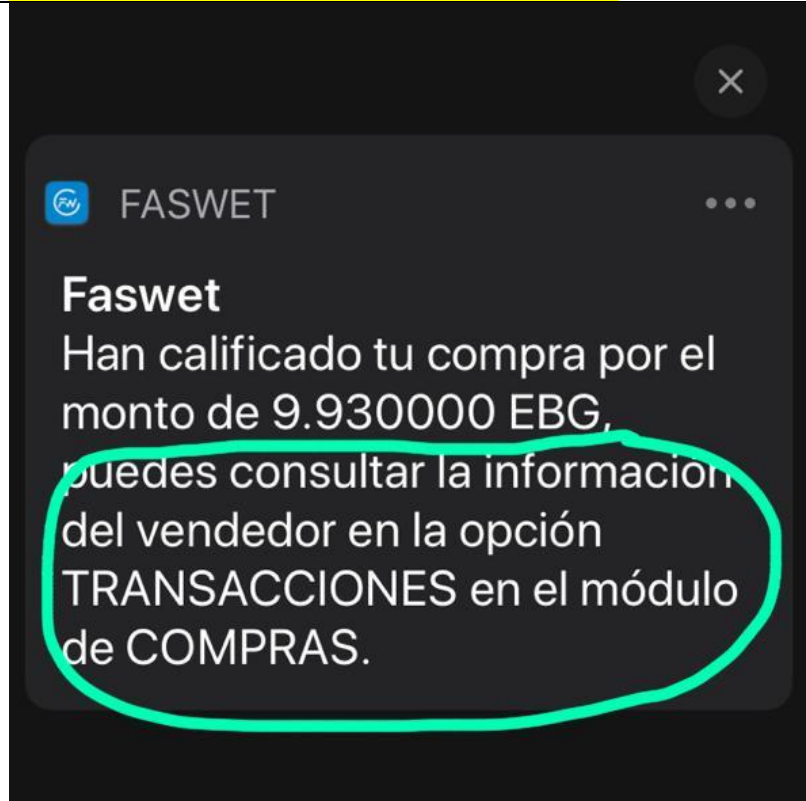 FASWET
Faswet
Han calificado tu compra por el
monto de 9.930000 EBG,
puedes consultar la información
del vendedor en la opción
TRANSACCIONES en el módulo
de COMPRAS.